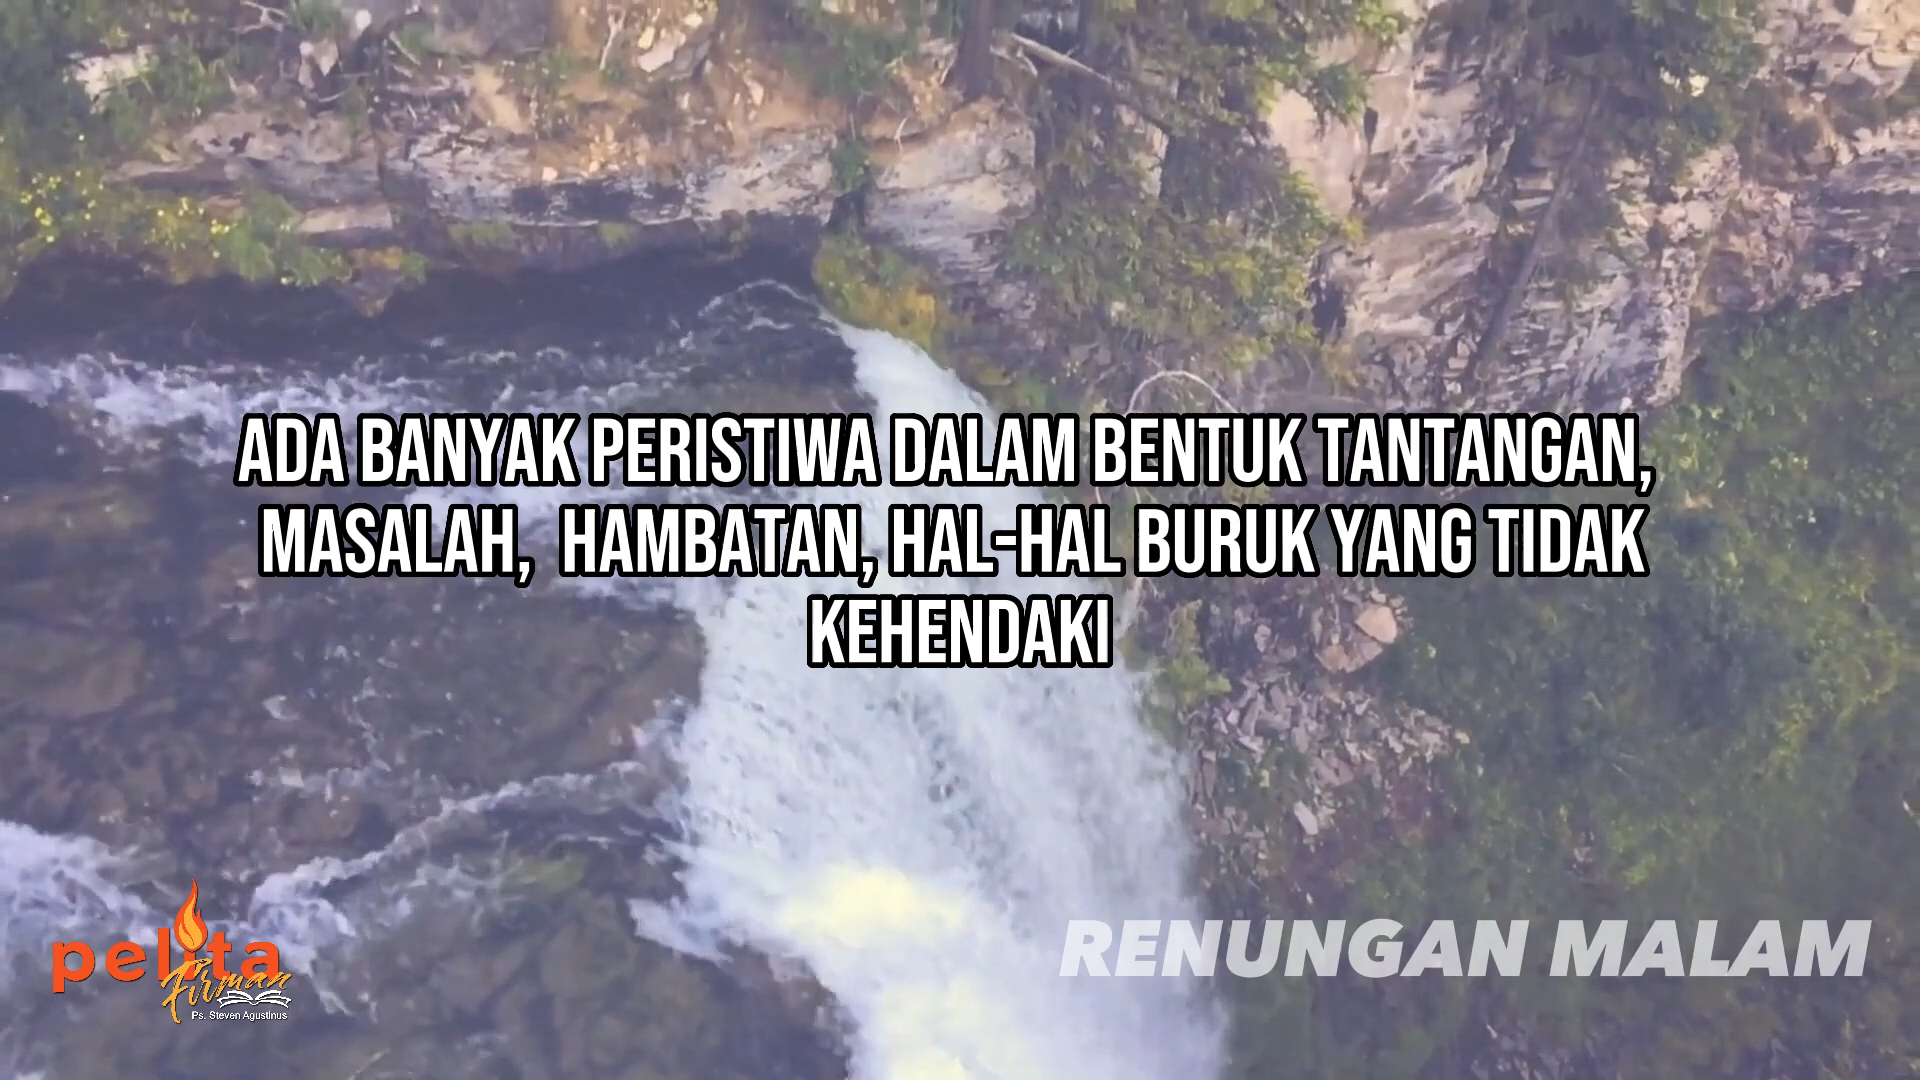 ADA BANYAK PERISTIWA DALAM BENTUK TANTANGAN,
MASALAH, HAMBATAN, HAL-HAL BURUK YANG TIDAK
KEHENDAKI
pelita
Firman
Ps. Steven Agustinus
RENUNGAN MALAM